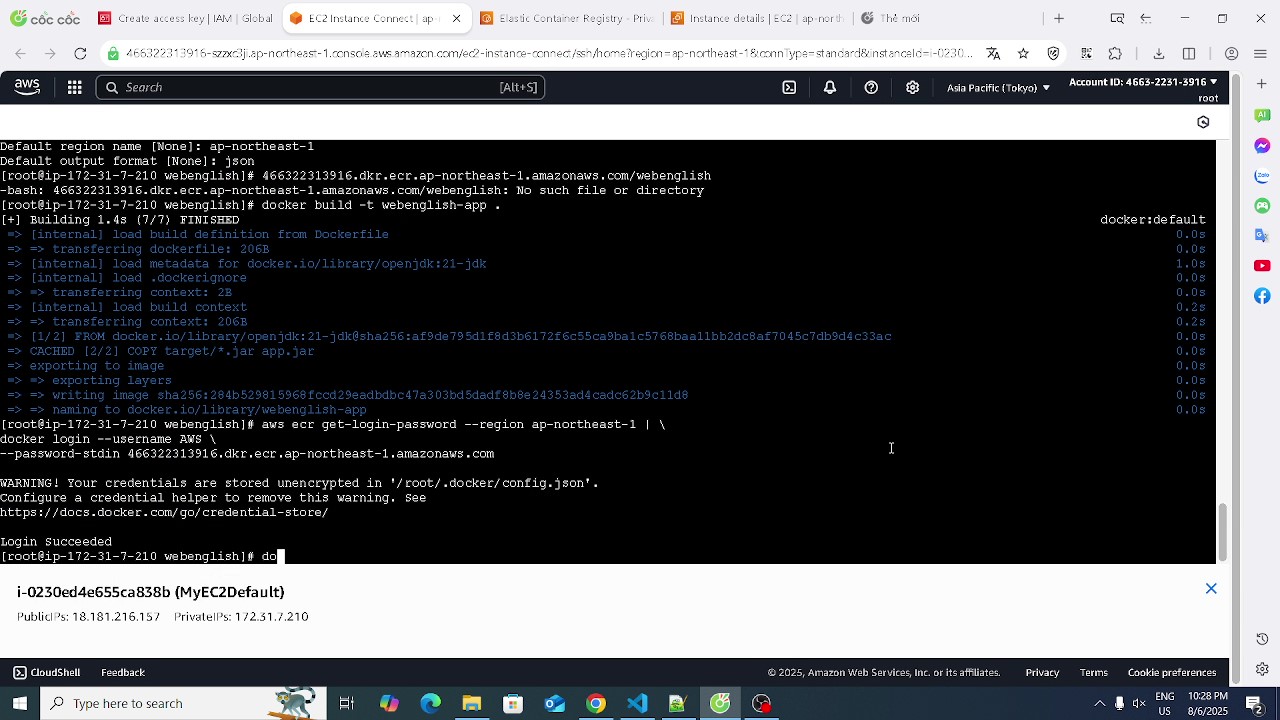 cốc cốc
Create access key | IAM | Global
EC2 Instance Connect | ap-n
Elastic Container Registry - Priva
Instance details | EC2 | ap-north
Thẻ mới
466322313916-szzxc3ja.ap-northeast-1.console.aws.amazon.com/ec2-instance-connect/ssh/home?region=ap-northeast-1&connType=standard&instanceId=i-0230...
aws
Search
[Alt+S]
Asia Pacific (Tokyo)
Account ID: 4663-2231-3916
root
Default region name [None]: ap-northeast-1
Default output format [None]: json
[root@ip-172-31-7-210 webenglish]# 466322313916.dkr.ecr.ap-northeast-1.amazonaws.com/webenglish
-bash: 466322313916.dkr.ecr.ap-northeast-1.amazonaws.com/webenglish: No such file or directory
[root@ip-172-31-7-210 webenglish]# docker build -t webenglish-app .
[+] Building 1.4s (7/7) FINISHED docker:default
=> [internal] load build definition from Dockerfile 0.0s
=> => transferring dockerfile: 206B 0.0s
=> [internal] load metadata for docker.io/library/openjdk:21-jdk 1.0s
=> [internal] load .dockerignore 0.0s
=> => transferring context: 2B 0.0s
=> [internal] load build context 0.2s
=> => transferring context: 206B 0.2s
=> [1/2] FROM docker.io/library/openjdk:21-jdk@sha256:af9de795d1f8d3b6172f6c55ca9ba1c5768baa11bb2dc8af7045c7db9d4c33ac 0.0s
=> CACHED [2/2] COPY target/*.jar app.jar 0.0s
=> exporting to image 0.0s
=> => exporting layers 0.0s
=> => writing image sha256:284b529815968fccd29eadbdbc47a303bd5dadf8b8e24353ad4cadc62b9c11d8 0.0s
=> => naming to docker.io/library/webenglish-app 0.0s
[root@ip-172-31-7-210 webenglish]# aws ecr get-login-password --region ap-northeast-1 | \
docker login --username AWS \
--password-stdin 466322313916.dkr.ecr.ap-northeast-1.amazonaws.com
WARNING! Your credentials are stored unencrypted in '/root/.docker/config.json'.
Configure a credential helper to remove this warning. See
https://docs.docker.com/go/credential-store/
Login Succeeded
[root@ip-172-31-7-210 webenglish]# do
i-0230ed4e655ca838b (MyEC2Default)
PublicIPs: 18.181.216.157 PrivateIPs: 172.31.7.210
CloudShell
Feedback
© 2025, Amazon Web Services, Inc. or its affiliates.
Privacy
Terms
Cookie preferences
Type here to search
ENG
US
10:28 PM
8/6/2025
2
AI
Zalo